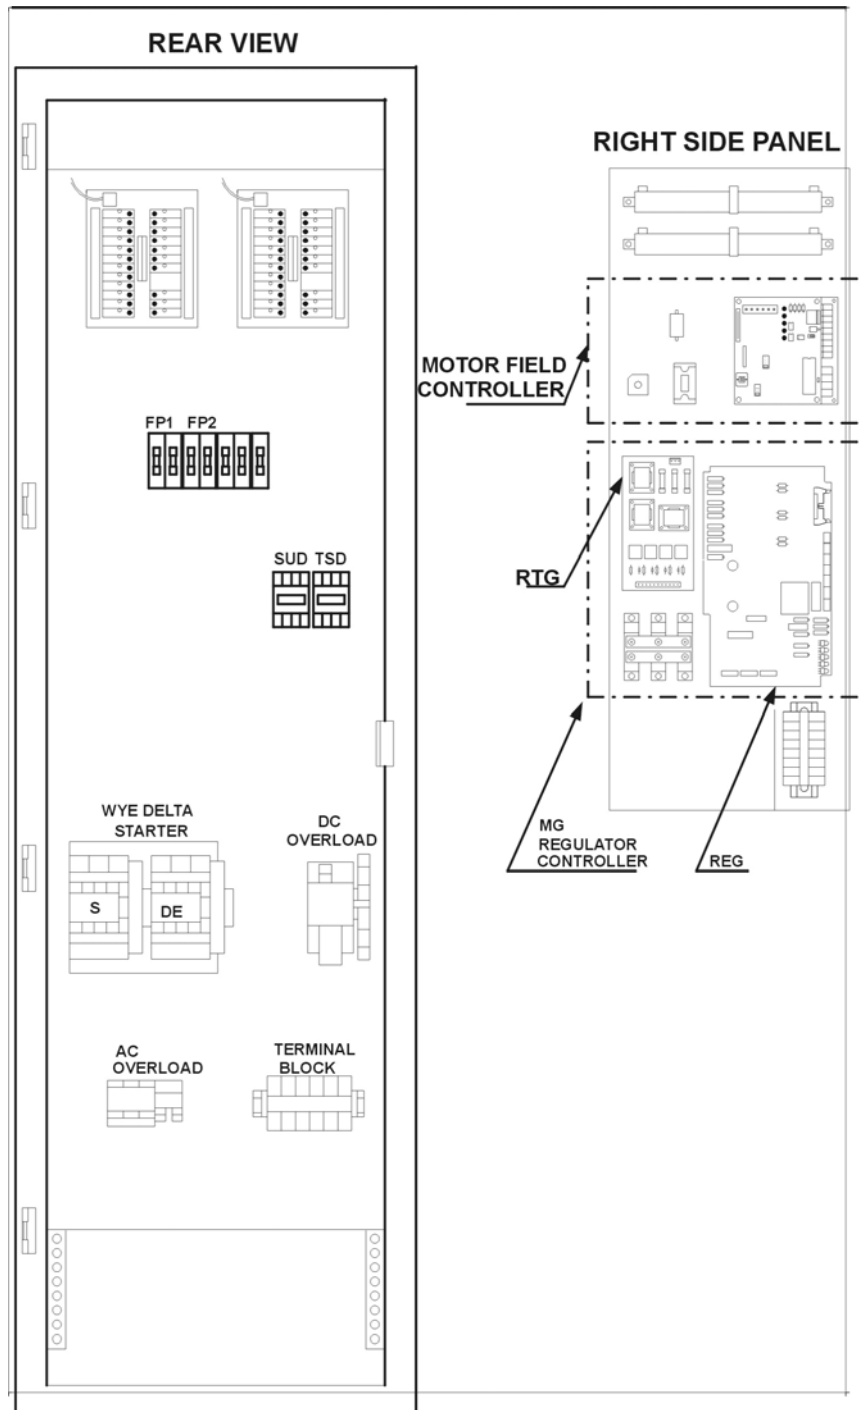 REAR VIEW
RIGHT SIDE PANEL
MOTOR FIELD
CONTROLLER
FP1 FP2
SUD TSD
RTG
WYE DELTA
STARTER
DC
OVERLOAD
MG
REGULATOR
CONTROLLER
REG
S
DE
AC
OVERLOAD
TERMINAL
BLOCK